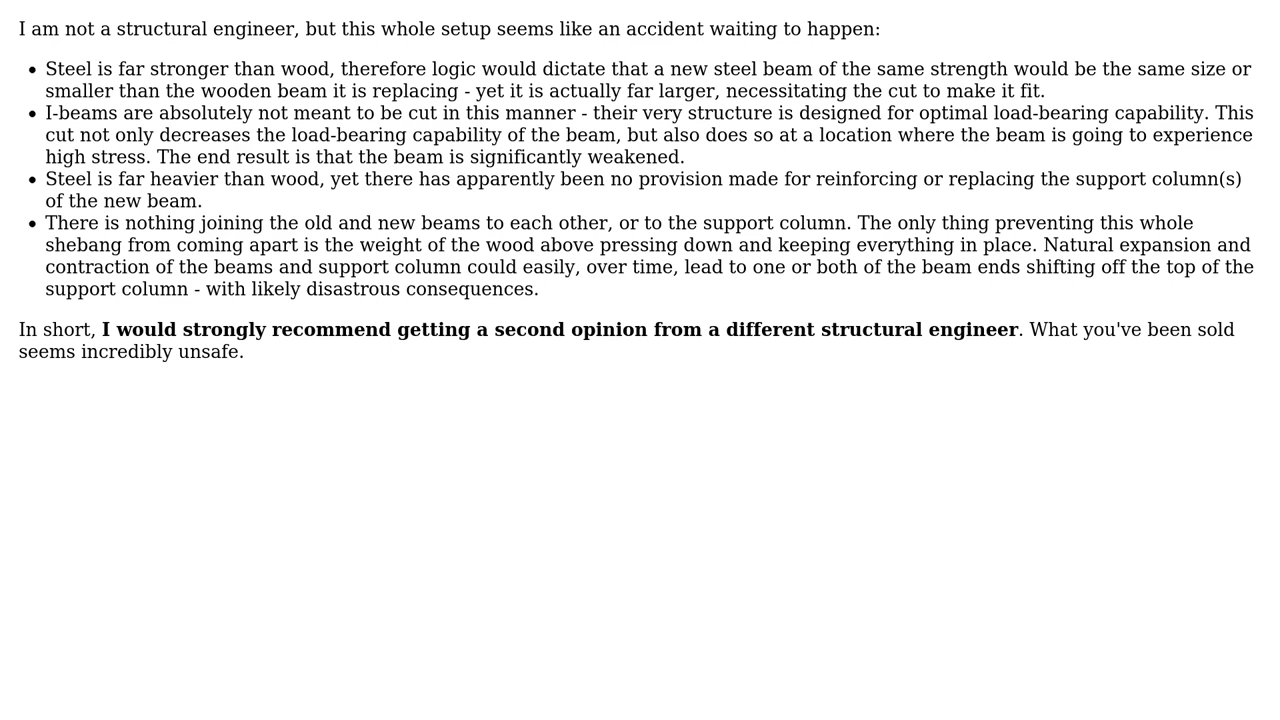 I am not a structural engineer, but this whole setup seems like an accident waiting to happen:
• Steel is far stronger than wood, therefore logic would dictate that a new steel beam of the same strength would be the same size or
smaller than the wooden beam it is replacing - yet it is actually far larger, necessitating the cut to make it fit.
• I-beams are absolutely not meant to be cut in this manner - their very structure is designed for optimal load-bearing capability. This
cut not only decreases the load-bearing capability of the beam, but also does so at a location where the beam is going to experience
high stress. The end result is that the beam is significantly weakened.
• Steel is far heavier than wood, yet there has apparently been no provision made for reinforcing or replacing the support column(s)
of the new beam.
• There is nothing joining the old and new beams to each other, or to the support column. The only thing preventing this whole
shebang from coming apart is the weight of the wood above pressing down and keeping everything in place. Natural expansion and
contraction of the beams and support column could easily, over time, lead to one or both of the beam ends shifting off the top of the
support column - with likely disastrous consequences.
In short, I would strongly recommend getting a second opinion from a different structural engineer. What you've been sold
seems incredibly unsafe.